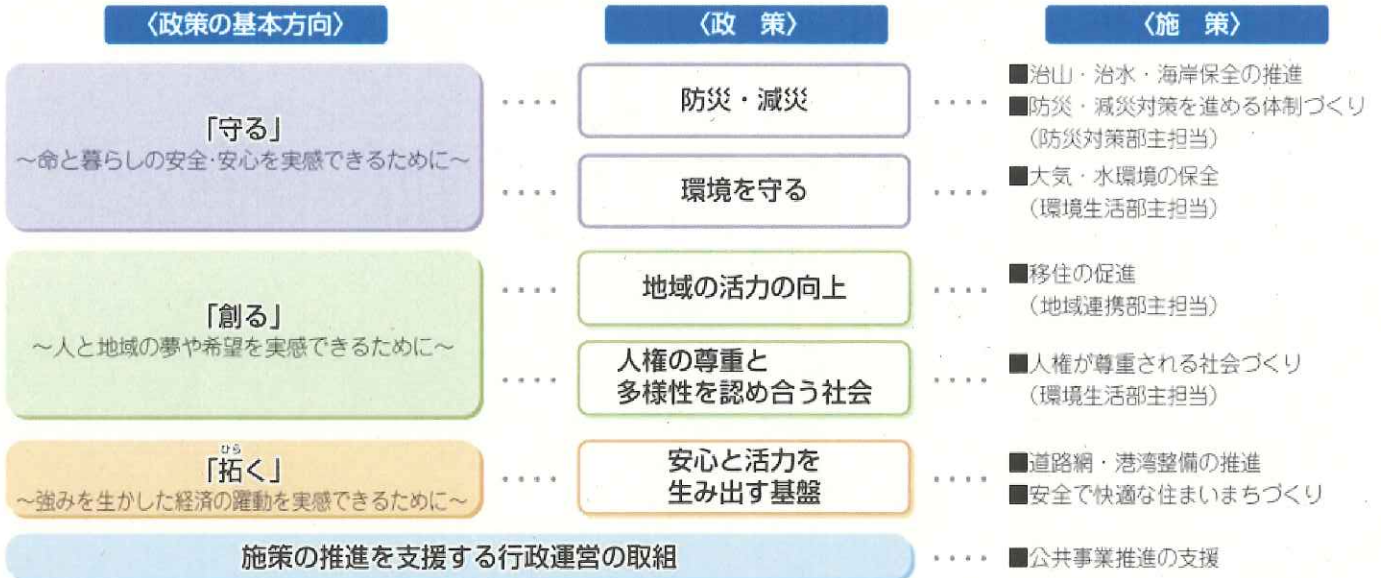 〈政策の基本方向〉
〈政　策〉
〈施　策〉
「守る」
～命と暮らしの安全・安心を実感できるために～
防災・減災
■治山・治水・海岸保全の推進
■防災・減災対策を進める体制づくり
（防災対策部主担当）
環境を守る
■大気・水環境の保全
（環境生活部主担当）
「創る」
～人と地域の夢や希望を実感できるために～
地域の活力の向上
■移住の促進
（地域連携部主担当）
人権の尊重と
多様性を認め合う社会
■人権が尊重される社会づくり
（環境生活部主担当）
ひら
「拓く」
～強みを生かした経済の躍動を実感できるために～
安心と活力を
生み出す基盤
■道路網・港湾整備の推進
■安全で快適な住まいまちづくり
施策の推進を支援する行政運営の取組
■公共事業推進の支援